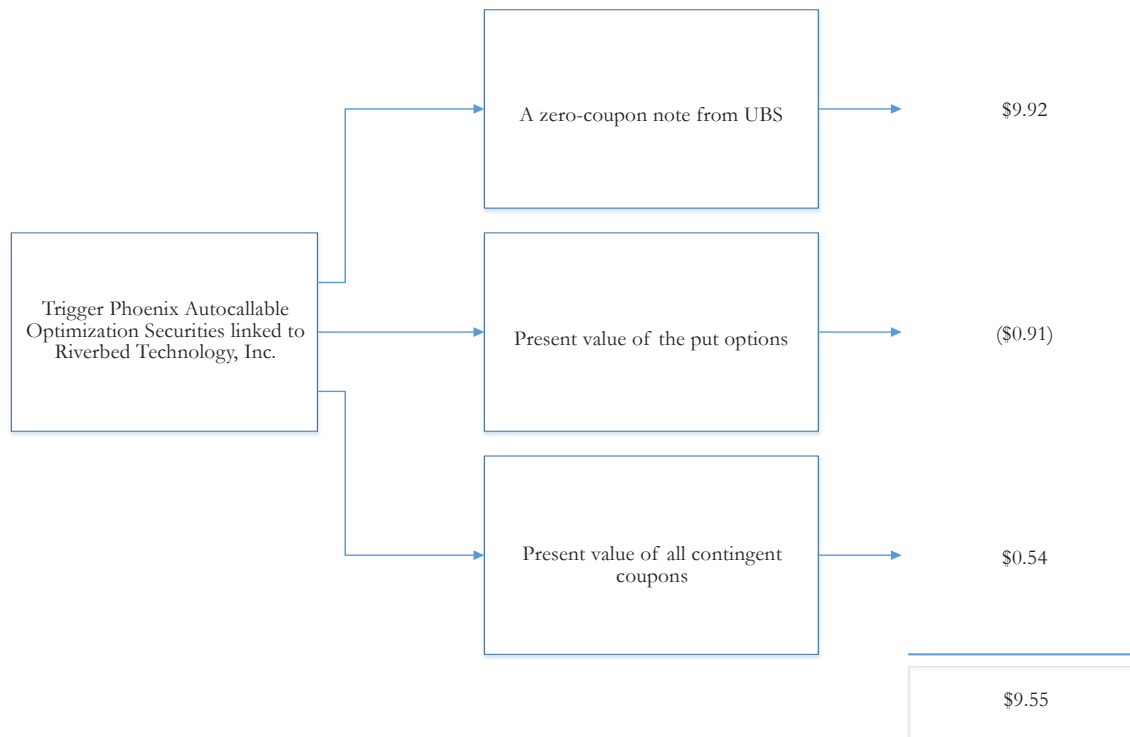 A zero-coupon note from UBS
$9.92
Trigger Phoenix Autocallable
Optimization Securities linked to
Riverbed Technology, Inc.
Present value of the put options
($0.91)
Present value of all contingent
coupons
$0.54
$9.55